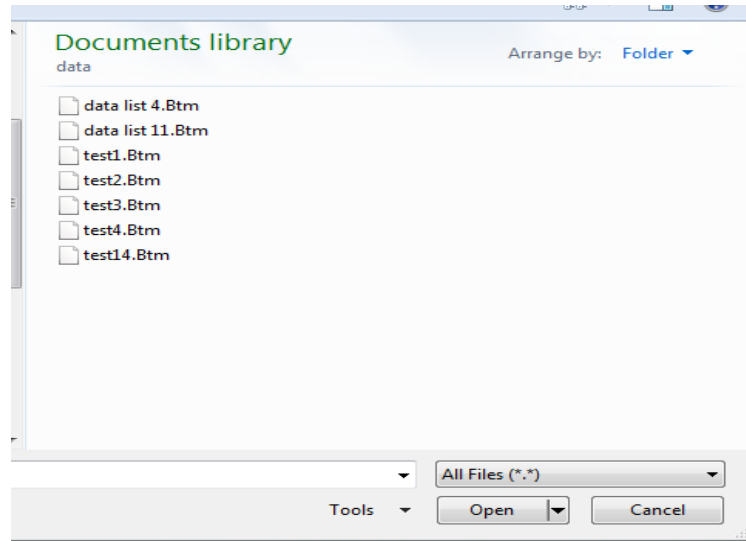 Documents library
data
Arrange by: Folder
data list 4.Btm
data list 11.Btm
test1.Btm
test2.Btm
test3.Btm
test4.Btm
test14.Btm
All Files (*.*)
Tools Open Cancel